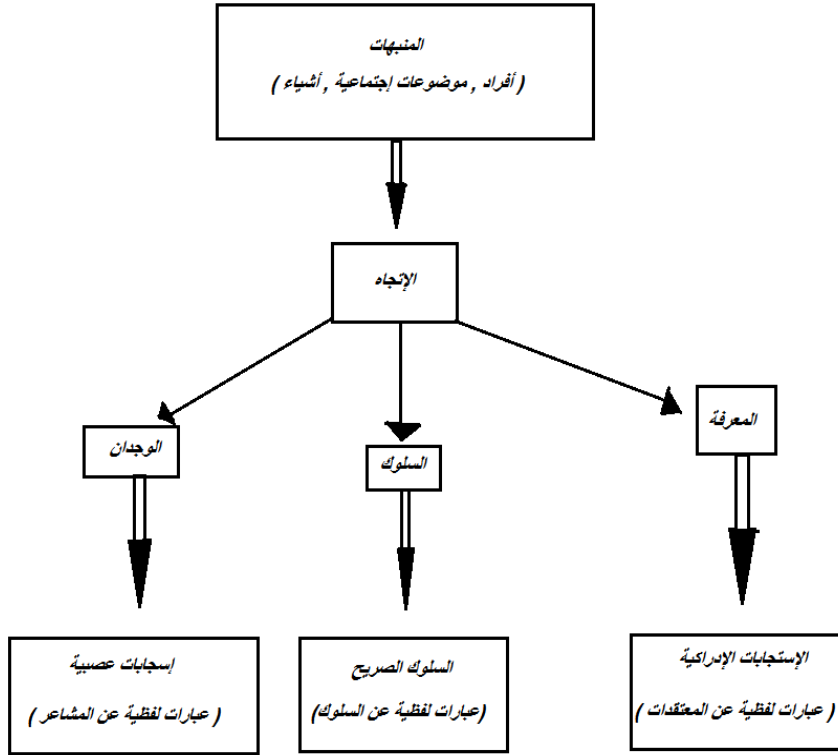 المنبهات
( أفراد , موضوعات إجتماعية , أشياء )
الإتجاه
المعرفة
السلوك
الوجدان
الإستجابات الإدراكية
( عبارات لفظية عن المعتقدات )
السلوك الصريح
(عبارات لفظية عن السلوك)
إسجابات عصبية
( عبارات لفظية عن المشاعر )